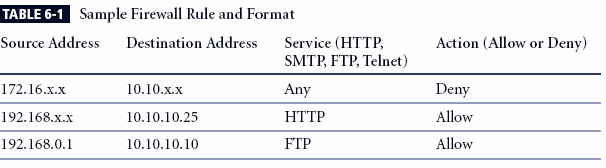 TABLE 6-1 Sample Firewall Rule and Format
Source Address Destination Address Service (HTTP, SMTP, FTP, Telnet) Action (Allow or Deny)
172.16.x.x 10.10.x.x Any Deny
192.168.x.x 10.10.10.25 HTTP Allow
192.168.0.1 10.10.10.10 FTP Allow